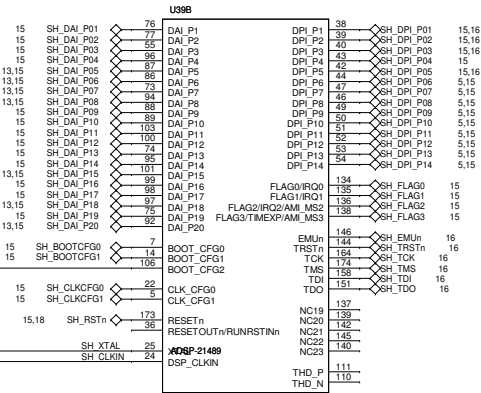 U39B
15 SH_DAI_P01 76 DAI_P1 DPI_P1 38 SH_DPI_P01 15,16
15 SH_DAI_P02 77 DAI_P2 DPI_P2 39 SH_DPI_P02 15,16
15 SH_DAI_P03 55 DAI_P3 DPI_P3 40 SH_DPI_P03 15,16
15 SH_DAI_P04 96 DAI_P4 DPI_P4 43 SH_DPI_P04 15
13,15 SH_DAI_P05 87 DAI_P5 DPI_P5 42 SH_DPI_P05 15,16
13,15 SH_DAI_P06 86 DAI_P6 DPI_P6 44 SH_DPI_P06 5,15
13,15 SH_DAI_P07 73 DAI_P7 DPI_P7 47 SH_DPI_P07 5,15
13,15 SH_DAI_P08 94 DAI_P8 DPI_P8 46 SH_DPI_P08 5,15
15 SH_DAI_P09 88 DAI_P9 DPI_P9 49 SH_DPI_P09 5,15
15 SH_DAI_P10 89 DAI_P10 DPI_P10 50 SH_DPI_P10 5,15
15 SH_DAI_P11 103 DAI_P11 DPI_P11 51 SH_DPI_P11 5,15
15 SH_DAI_P12 100 DAI_P12 DPI_P12 52 SH_DPI_P12 5,15
15 SH_DAI_P13 74 DAI_P13 DPI_P13 53 SH_DPI_P13 5,15
15 SH_DAI_P14 95 DAI_P14 DPI_P14 54 SH_DPI_P14 5,15
13,15 SH_DAI_P15 101 DAI_P15
15 SH_DAI_P16 99 DAI_P16 FLAG0/IRQ0 134 SH_FLAG0 15
15 SH_DAI_P17 98 DAI_P17 FLAG1/IRQ1 135 SH_FLAG1 15
13,15 SH_DAI_P18 97 DAI_P18 FLAG2/IRQ2/AMI_MS2 136 SH_FLAG2 15
15 SH_DAI_P19 75 DAI_P19 FLAG3/TIMEXP/AMI_MS3 138 SH_FLAG3 15
13,15 SH_DAI_P20 92 DAI_P20
EMUn 146 SH_EMUn 16
15 SH_BOOTCFG0 7 BOOT_CFG0 TRSTn 144 SH_TRSTn 16
15 SH_BOOTCFG1 14 BOOT_CFG1 TCK 164 SH_TCK 16
106 BOOT_CFG2 TMS 174 SH_TMS 16
TDI 158 SH_TDI 16
15 SH_CLKCFG0 22 CLK_CFG0 TDO 151 SH_TDO 16
15 SH_CLKCFG1 5 CLK_CFG1
NC19 137
15,18 SH_RSTn 173 RESETn NC20 139
36 RESETOUTn/RUNRSTINn NC21 142
NC22 145
SH_XTAL 25 ADSP-21489 NC23 140
SH_CLKIN 24 DSP_CLKIN
THD_P 111
THD_N 110